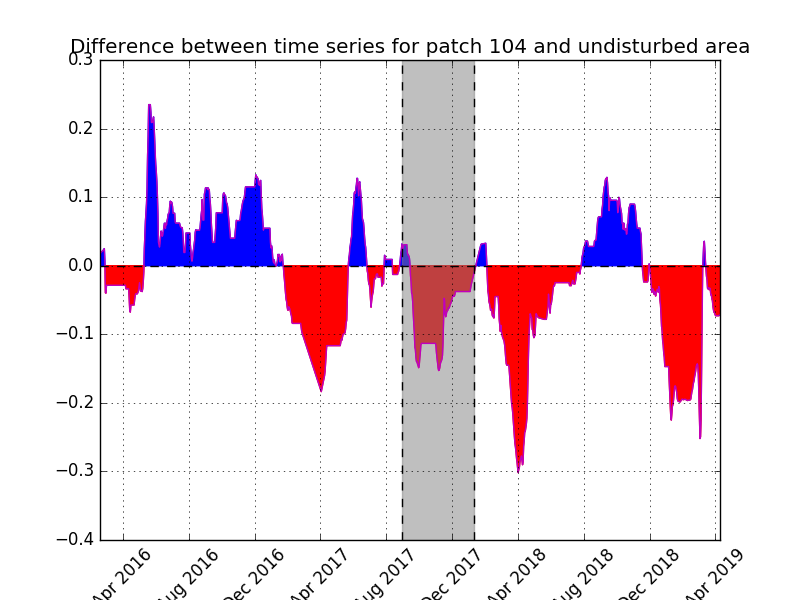 Difference between time series for patch 104 and undisturbed area
0.3
0.2
0.1
0.0
−0.1
−0.2
−0.3
−0.4
Apr 2016
Aug 2016
Dec 2016
Apr 2017
Aug 2017
Dec 2017
Apr 2018
Aug 2018
Dec 2018
Apr 2019